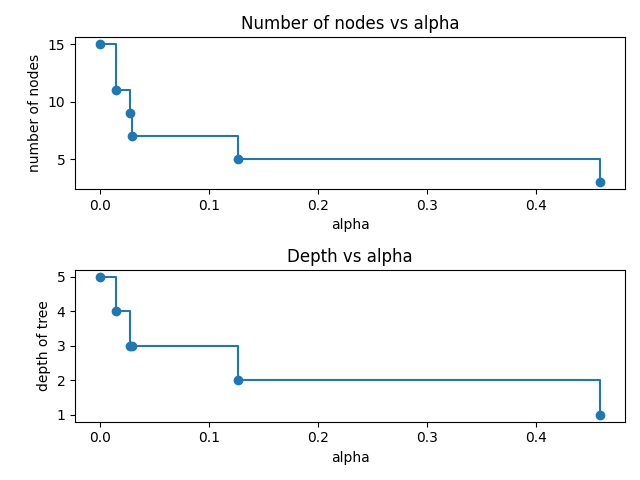 Number of nodes vs alpha
15
10
5
number of nodes
0.0 0.1 0.2 0.3 0.4
alpha
Depth vs alpha
5
4
3
2
1
depth of tree
0.0 0.1 0.2 0.3 0.4
alpha